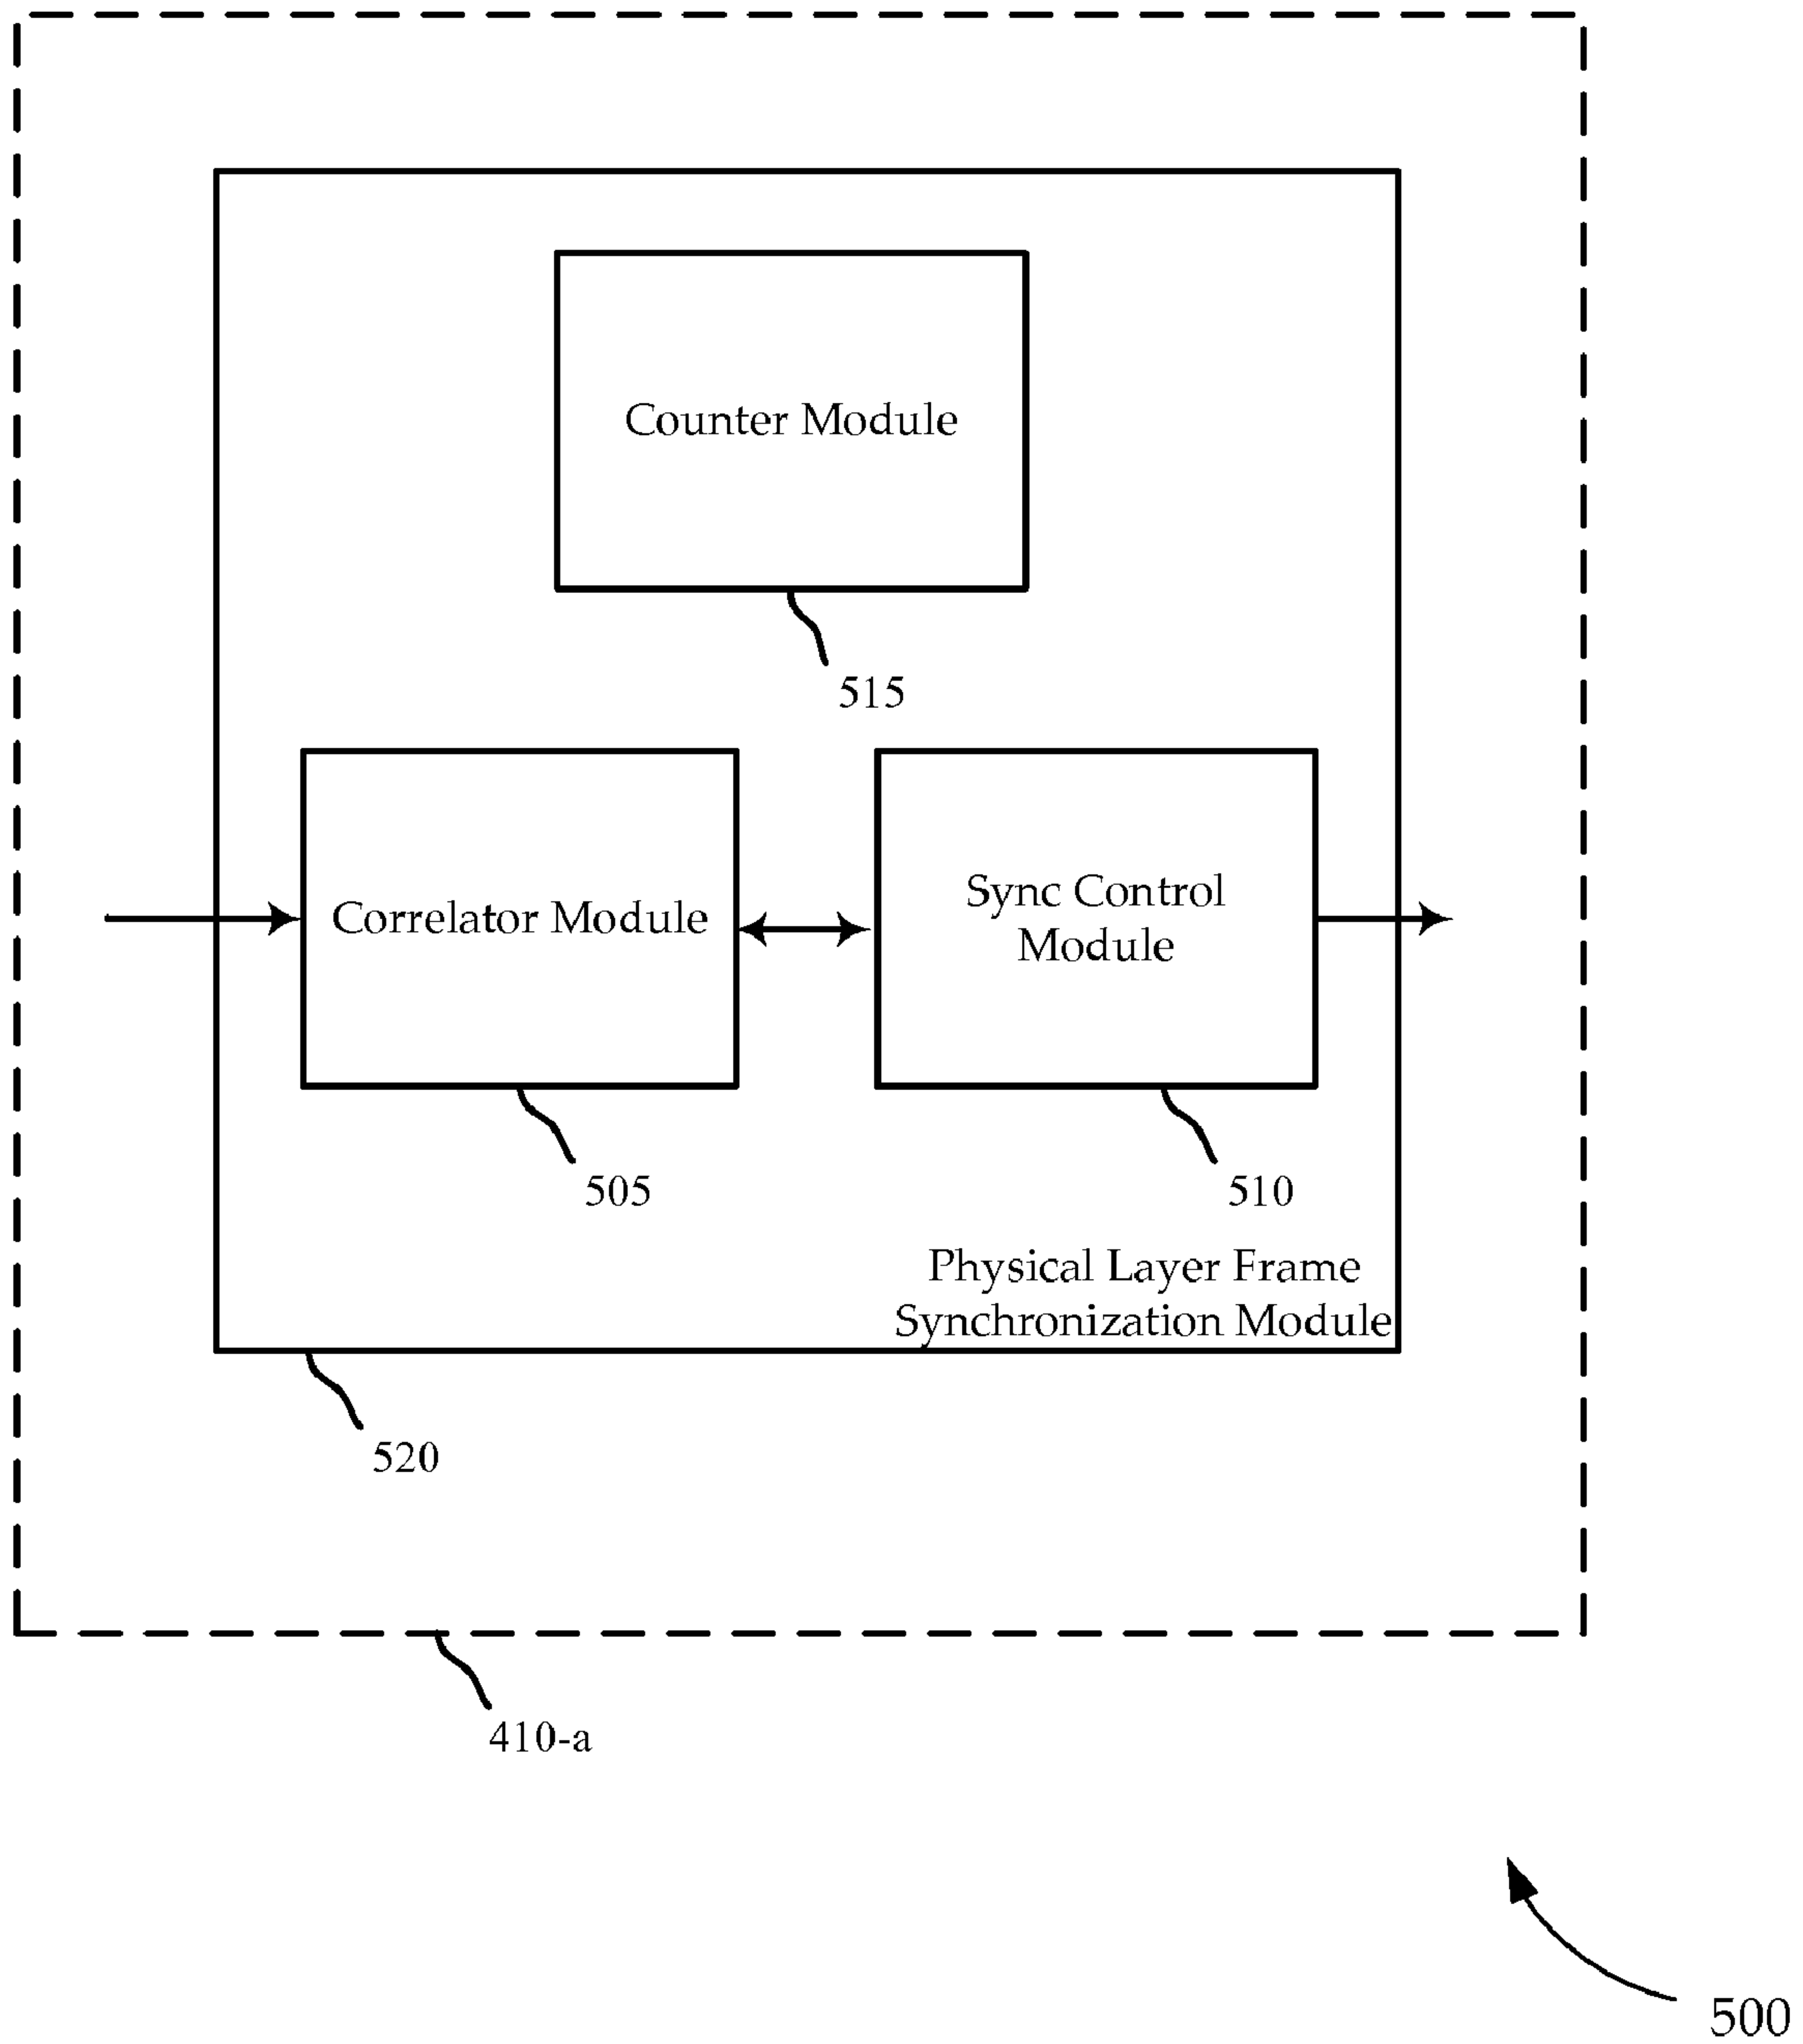 Counter Module
515
Correlator Module
Sync Control
Module
505
510
Physical Layer Frame
Synchronization Module
520
410-a
500